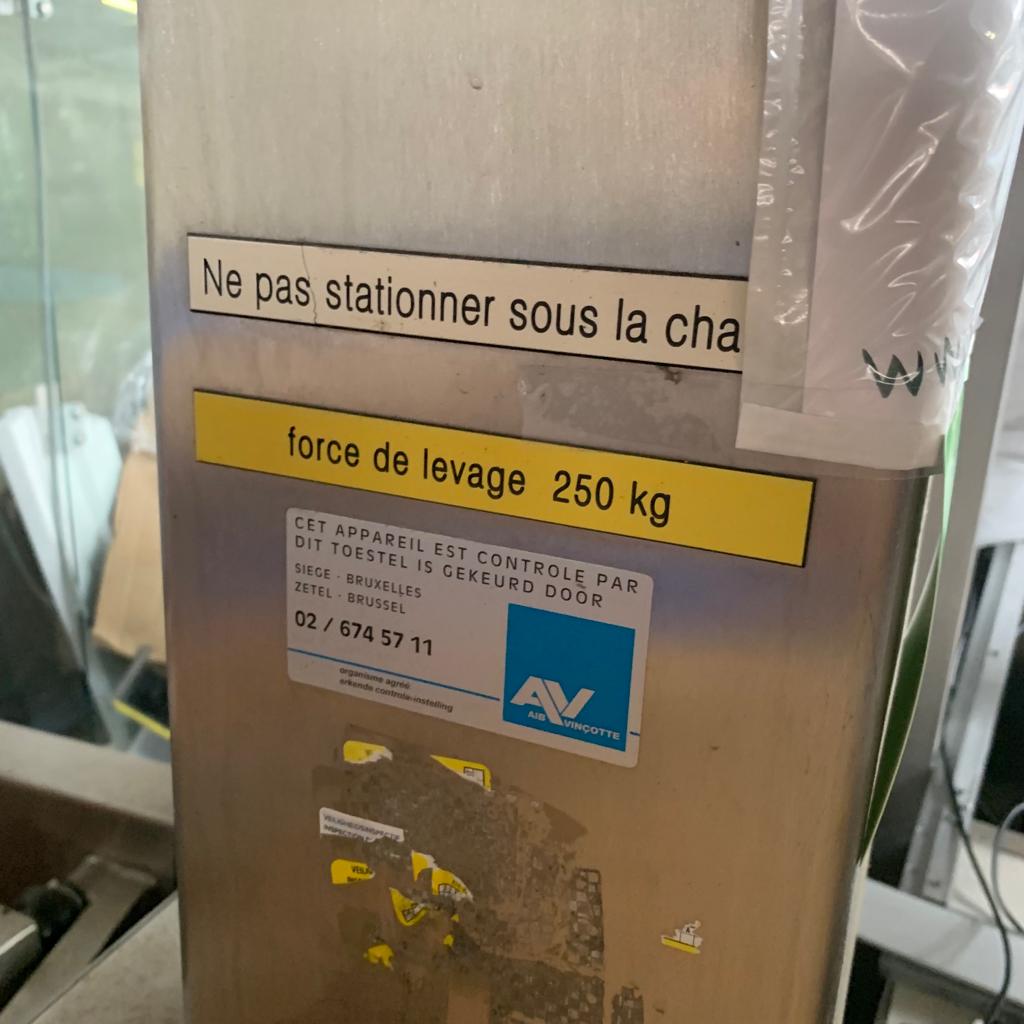 Ne pas stationner sous la cha
W
force de levage 250 kg
CET APPAREIL EST CONTROLE PAR
DIT TOESTEL IS GEKEURD DOOR
SIEGE - BRUXELLES
ZETEL - BRUSSEL
02 / 674 57 11
organisme agréé
erkende controle-instelling
AV
AIB VINÇOTTE
VEILIGHEIDSINSPECTIE